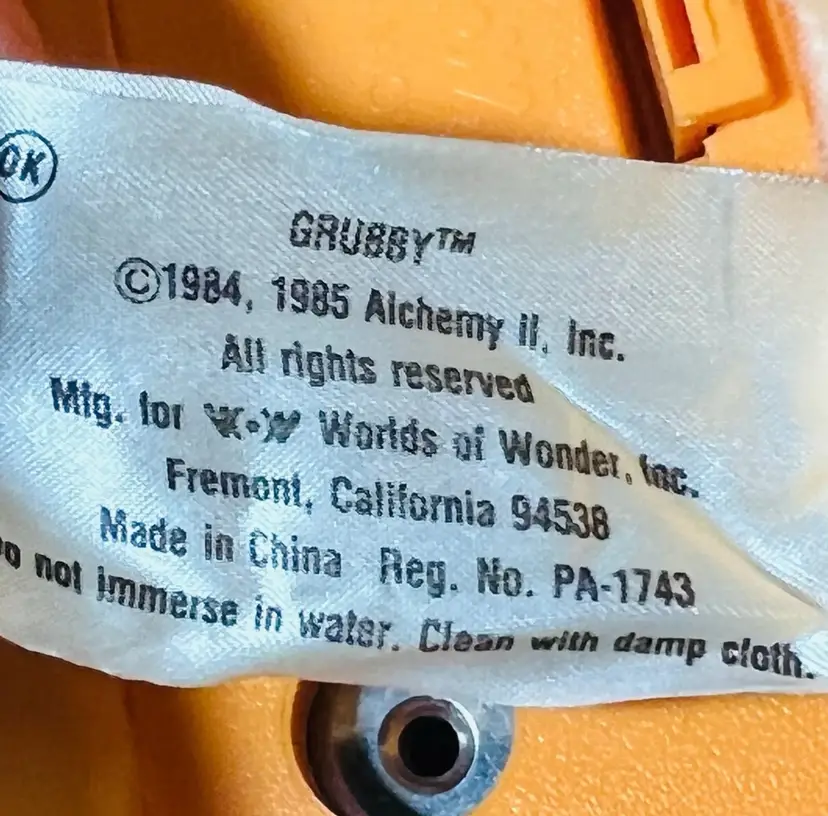 OK
GRUBBY™
©1984, 1985 Alchemy II, Inc.
All rights reserved
Mfg. for W•W Worlds of Wonder, Inc.
Fremont, California 94538
Made in China Reg. No. PA-1743
Do not immerse in water. Clean with damp cloth.